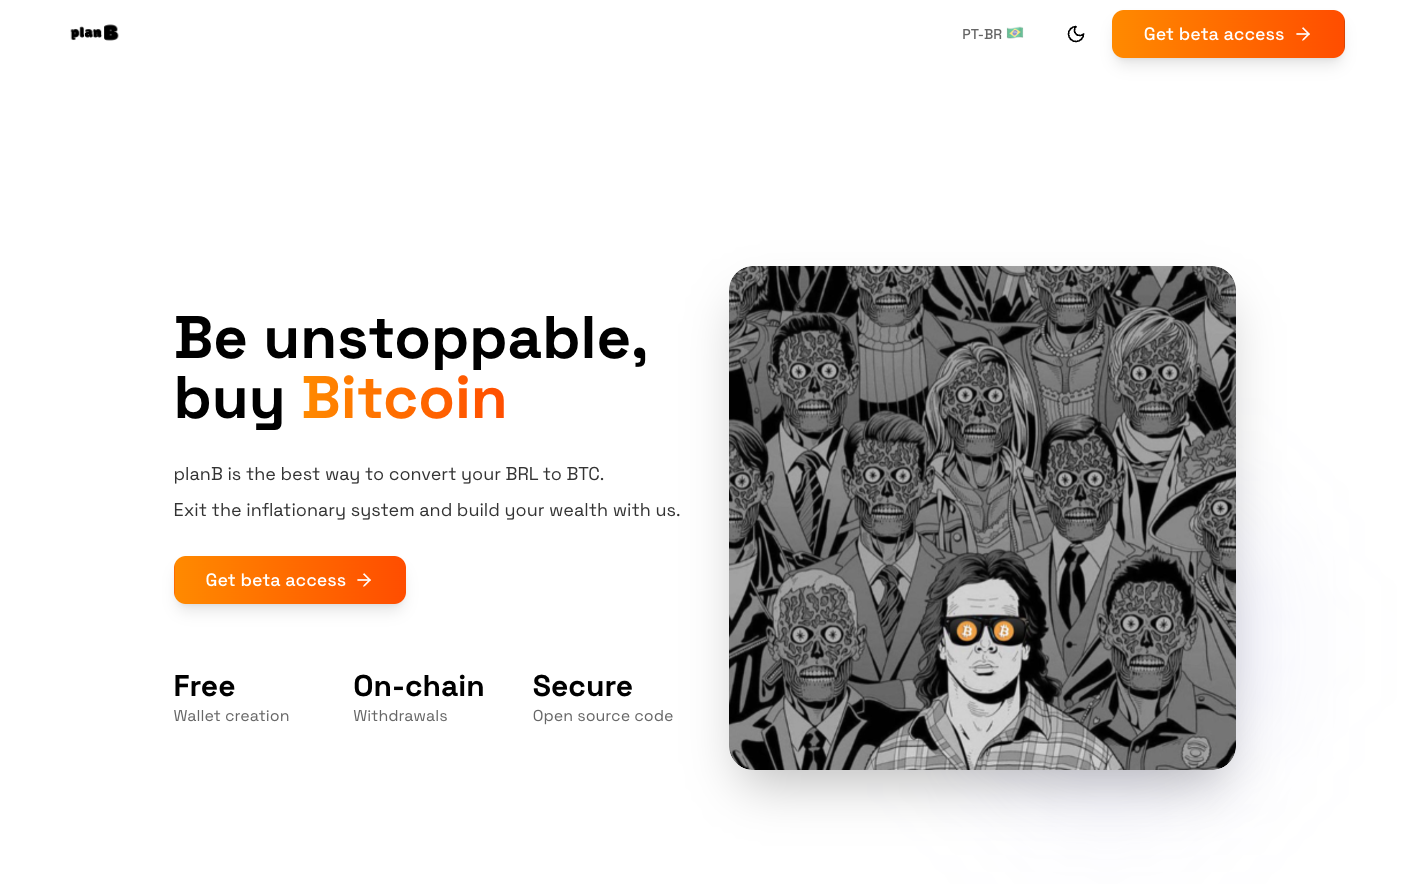 plan B
PT-BR
Get beta access
Be unstoppable,
buy Bitcoin
planB is the best way to convert your BRL to BTC.
Exit the inflationary system and build your wealth with us.
Get beta access
Free
On-chain
Secure
Wallet creation
Withdrawals
Open source code